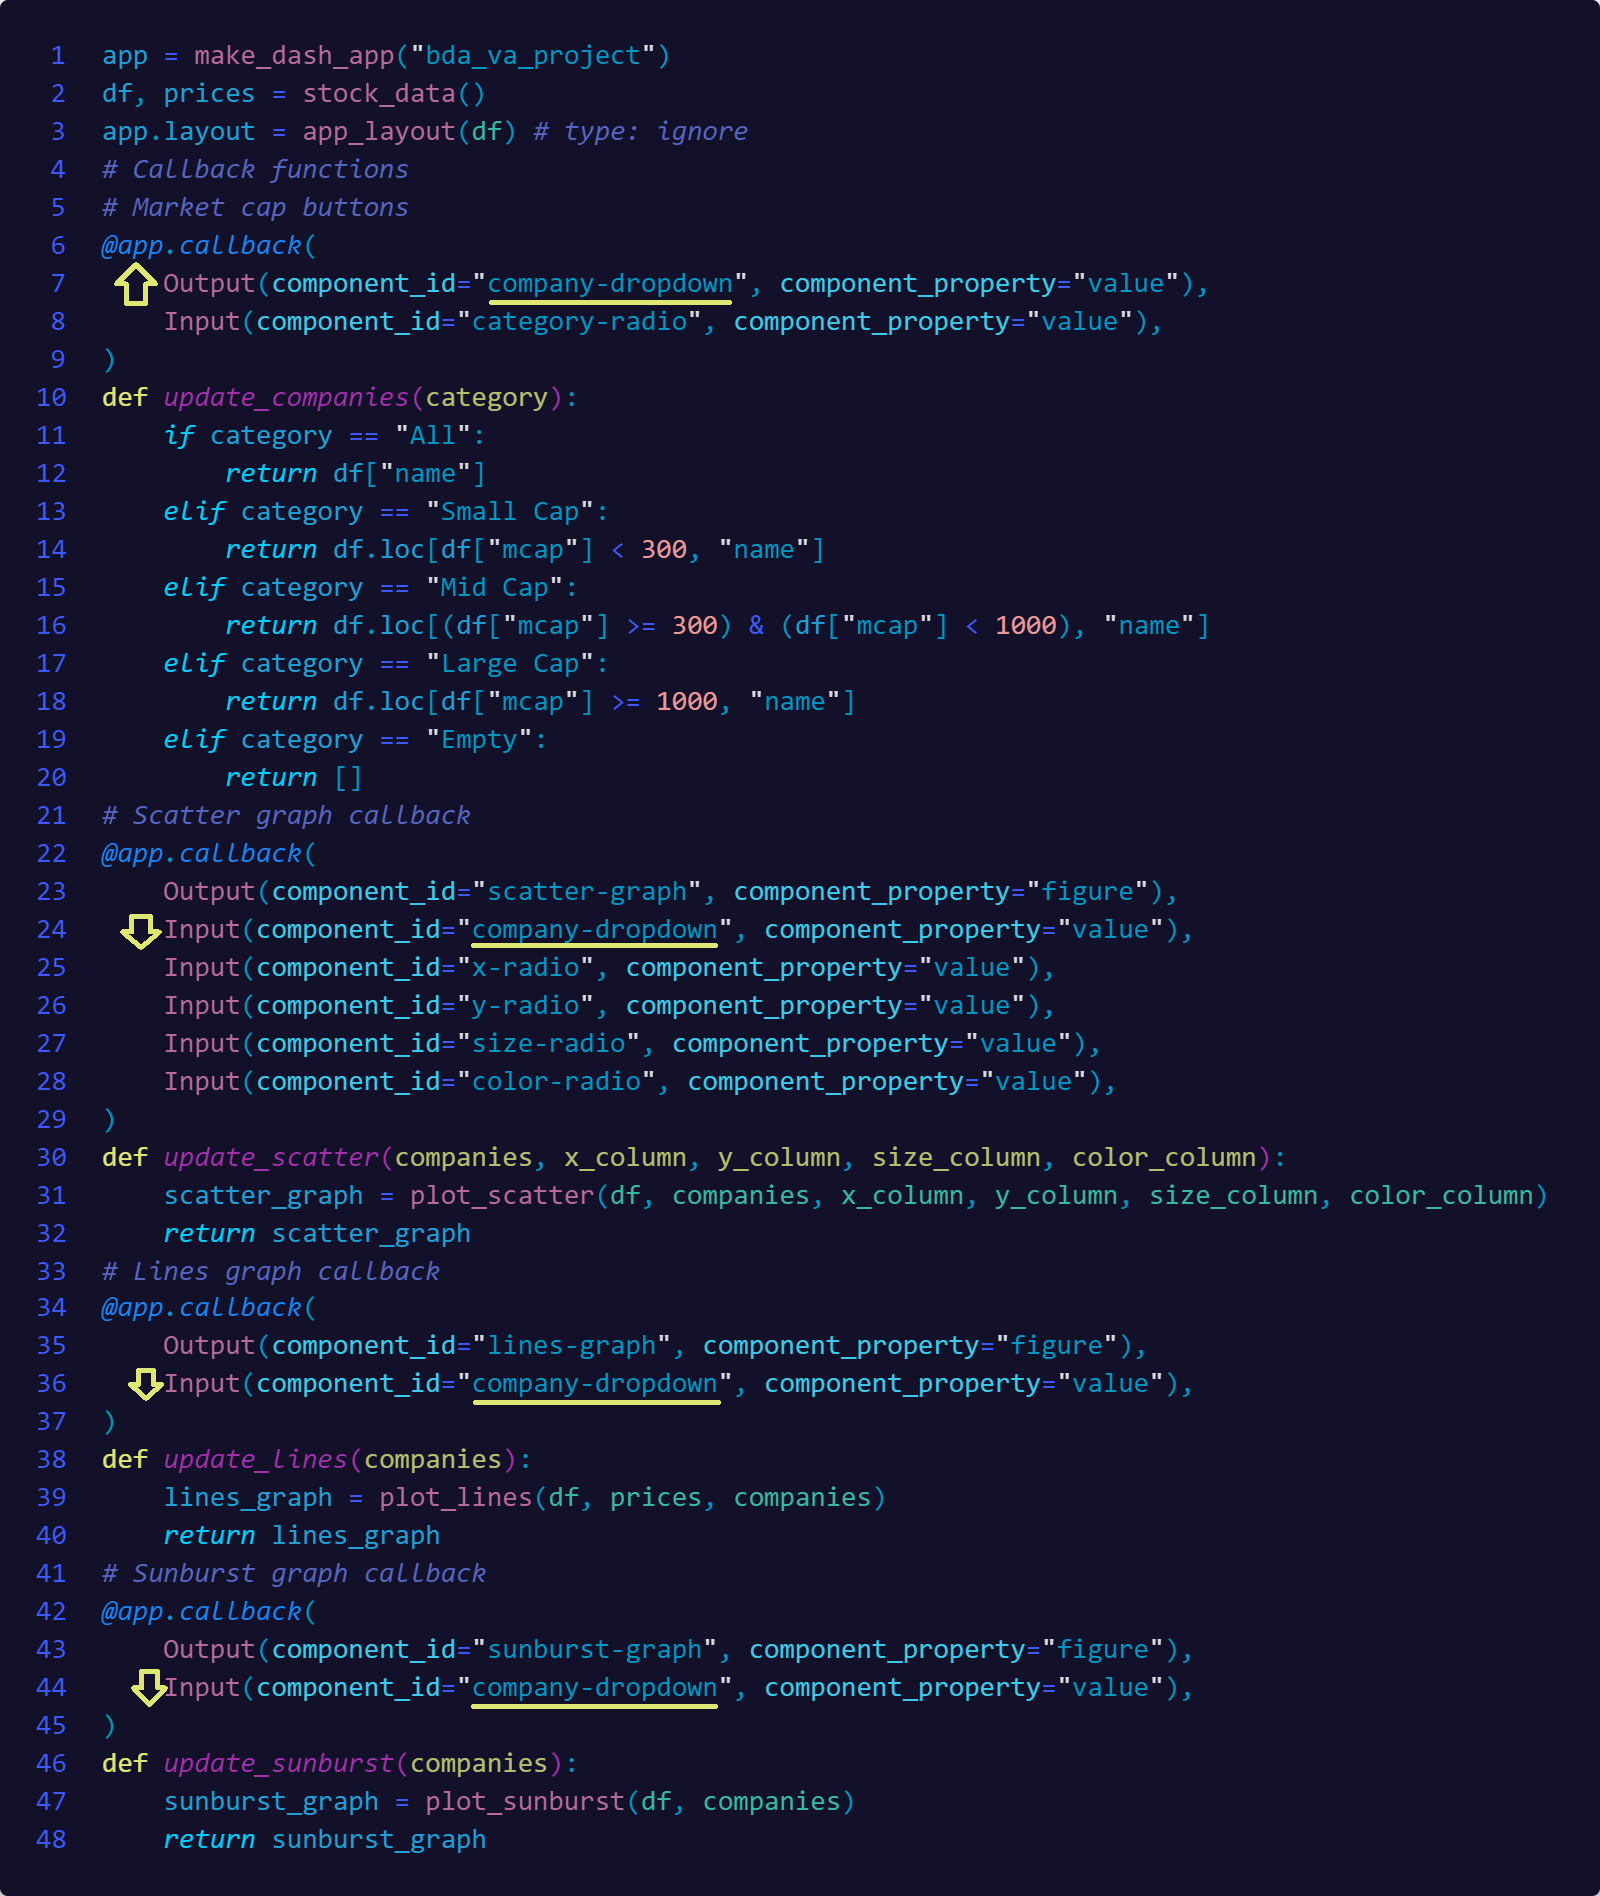 1 app = make_dash_app("bda_va_project")
2 df, prices = stock_data()
3 app.layout = app_layout(df) # type: ignore
4 # Callback functions
5 # Market cap buttons
6 @app.callback(
7     Output(component_id="company-dropdown", component_property="value"),
8     Input(component_id="category-radio", component_property="value"),
9 )
10 def update_companies(category):
11     if category == "All":
12         return df["name"]
13     elif category == "Small Cap":
14         return df.loc[df["mcap"] < 300, "name"]
15     elif category == "Mid Cap":
16         return df.loc[(df["mcap"] >= 300) & (df["mcap"] < 1000), "name"]
17     elif category == "Large Cap":
18         return df.loc[df["mcap"] >= 1000, "name"]
19     elif category == "Empty":
20         return []
21 # Scatter graph callback
22 @app.callback(
23     Output(component_id="scatter-graph", component_property="figure"),
24     Input(component_id="company-dropdown", component_property="value"),
25     Input(component_id="x-radio", component_property="value"),
26     Input(component_id="y-radio", component_property="value"),
27     Input(component_id="size-radio", component_property="value"),
28     Input(component_id="color-radio", component_property="value"),
29 )
30 def update_scatter(companies, x_column, y_column, size_column, color_column):
31     scatter_graph = plot_scatter(df, companies, x_column, y_column, size_column, color_column)
32     return scatter_graph
33 # Lines graph callback
34 @app.callback(
35     Output(component_id="lines-graph", component_property="figure"),
36     Input(component_id="company-dropdown", component_property="value"),
37 )
38 def update_lines(companies):
39     lines_graph = plot_lines(df, prices, companies)
40     return lines_graph
41 # Sunburst graph callback
42 @app.callback(
43     Output(component_id="sunburst-graph", component_property="figure"),
44     Input(component_id="company-dropdown", component_property="value"),
45 )
46 def update_sunburst(companies):
47     sunburst_graph = plot_sunburst(df, companies)
48     return sunburst_graph